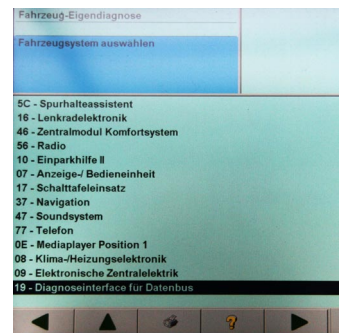 Fahrzeug-Eigendiagnose
Fahrzeugsystem auswählen
5C - Spurhalteassistent
16 - Lenkradelektronik
46 - Zentralmodul Komfortsystem
56 - Radio
10 - Einparkhilfe II
07 - Anzeige-/ Bedieneinheit
17 - Schalttafeleinsatz
37 - Navigation
47 - Soundsystem
77 - Telefon
0E - Mediaplayer Position 1
08 - Klima-/Heizungselektronik
09 - Elektronische Zentralelektrik
19 - Diagnoseinterface für Datenbus